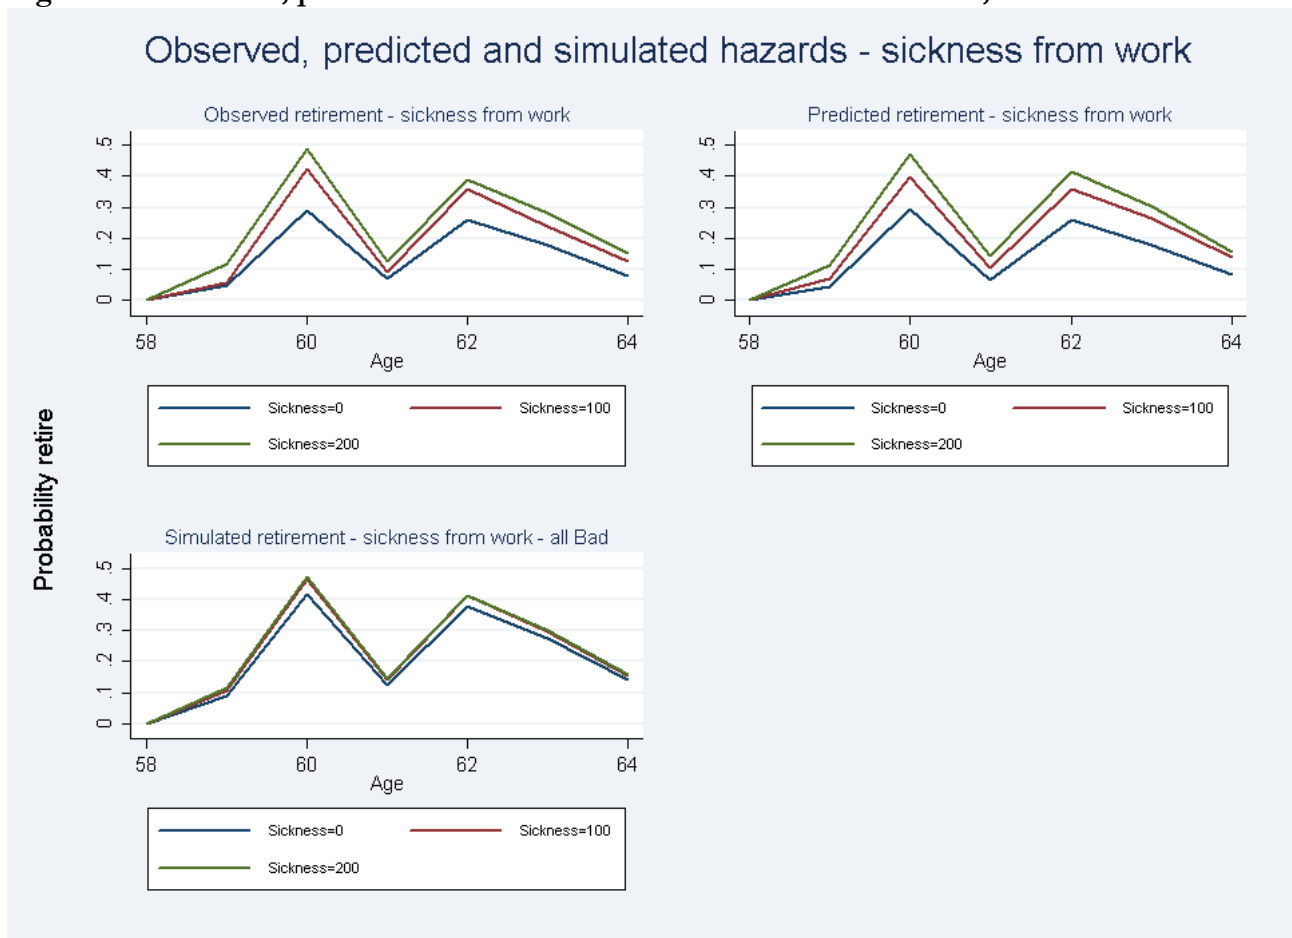 Observed, predicted and simulated hazards - sickness from work
Probability retire
Observed retirement - sickness from work
.5
.4
.3
.2
.1
0
58 60 62 64
Age
Sickness=0 Sickness=100
Sickness=200
Predicted retirement - sickness from work
.5
.4
.3
.2
.1
0
58 60 62 64
Age
Sickness=0 Sickness=100
Sickness=200
Simulated retirement - sickness from work - all Bad
.5
.4
.3
.2
.1
0
58 60 62 64
Age
Sickness=0 Sickness=100
Sickness=200